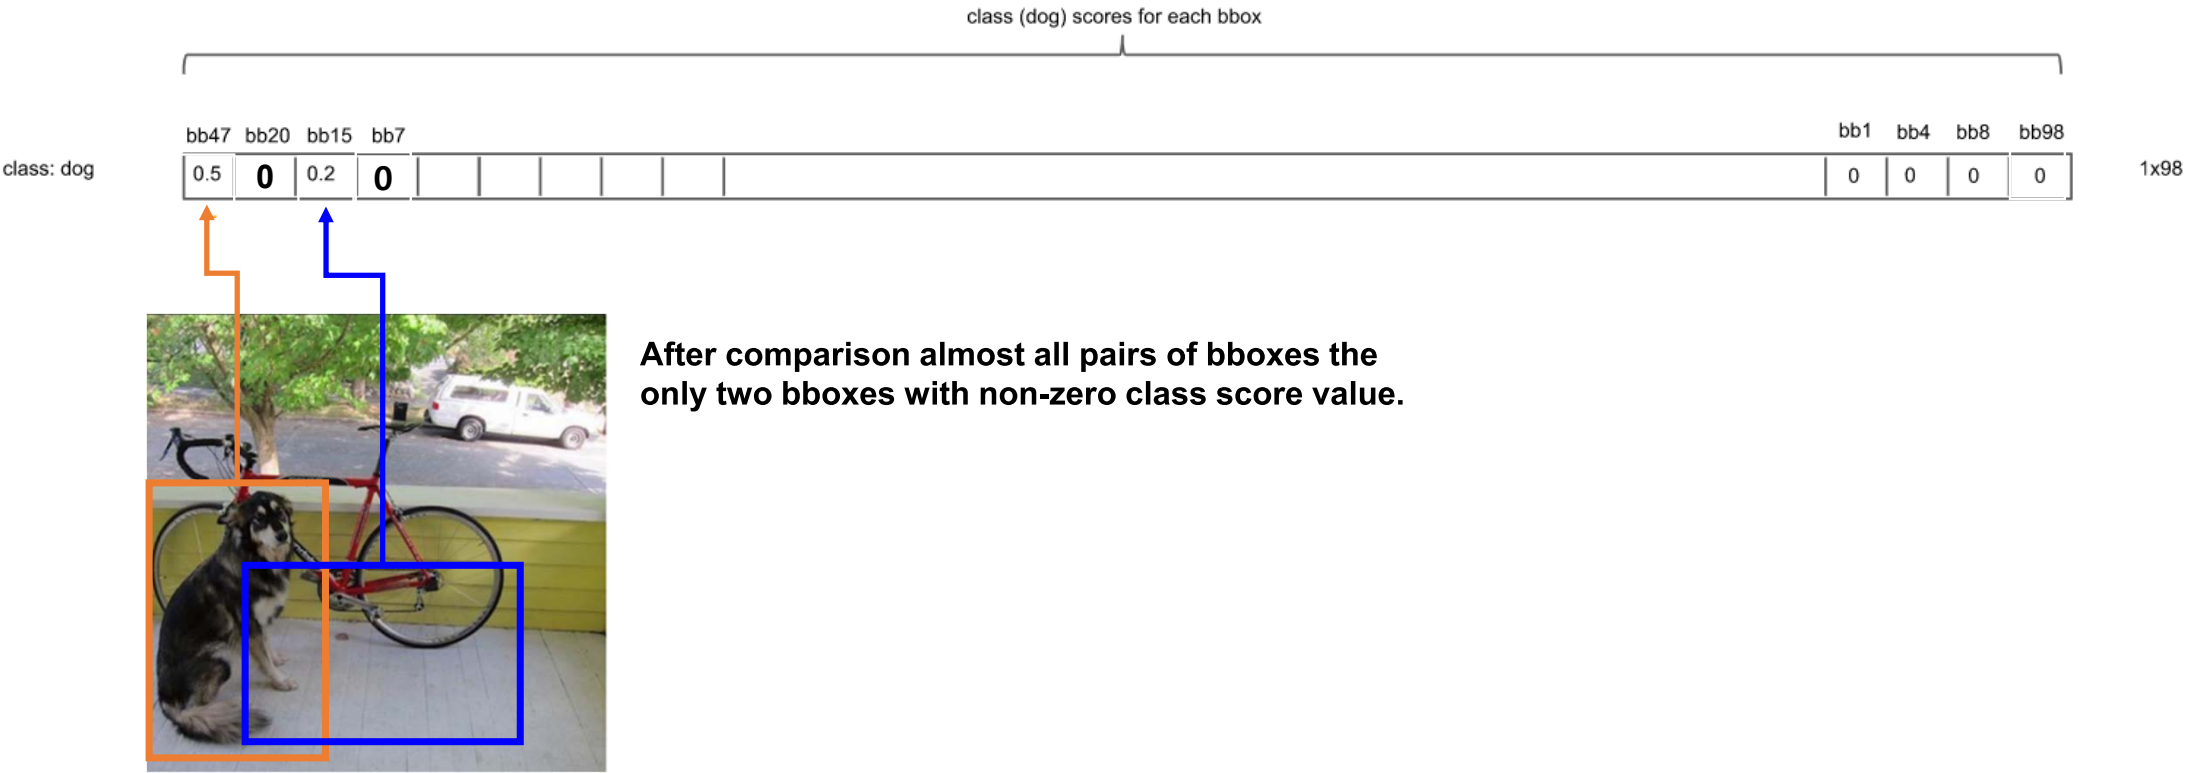 class (dog) scores for each bbox
bb47 bb20 bb15 bb7 bb1 bb4 bb8 bb98
class: dog 0.5 0 0.2 0 0 0 0 0 1x98
After comparison almost all pairs of bboxes the
only two bboxes with non-zero class score value.